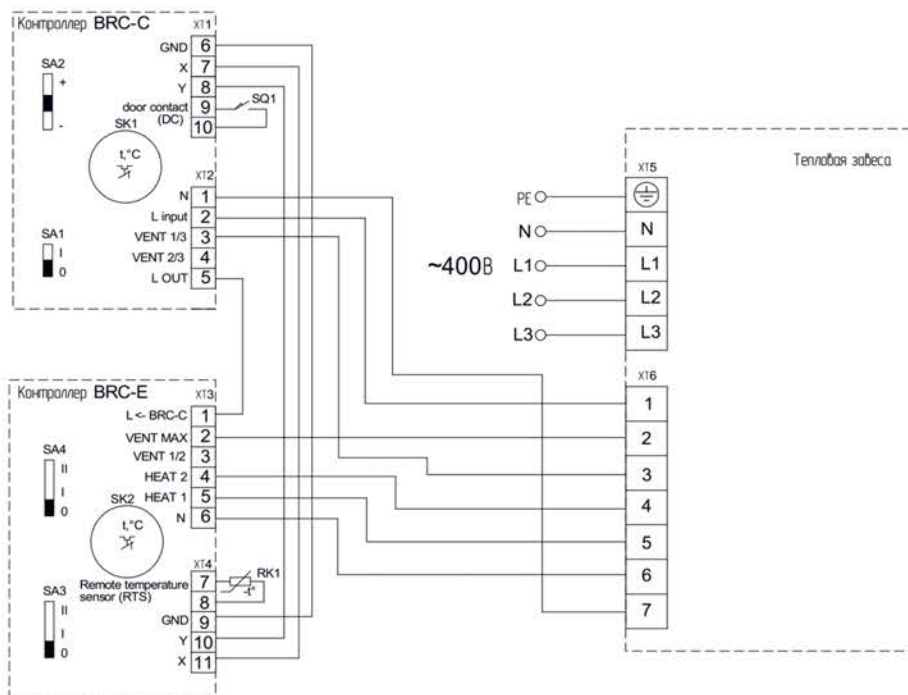 Контроллер BRC-C
XT1
GND 6
X 7
Y 8
door contact (DC) 9
10
SQ1
SA2
+
-
SK1
t,°C
XT2
N 1
L input 2
VENT 1/3 3
VENT 2/3 4
L OUT 5
SA1
I
0
Контроллер BRC-E
XT3
L <- BRC-C 1
VENT MAX 2
VENT 1/2 3
HEAT 2 4
HEAT 1 5
N 6
SA4
II
I
0
SK2
t,°C
XT4
Remote temperature 7
sensor (RTS) 8
RK1
-t°
GND 9
Y 10
X 11
SA3
II
I
0
Тепловая завеса
XT5
PE
N N
~400В
L1 L1
L2 L2
L3 L3
XT6
1
2
3
4
5
6
7